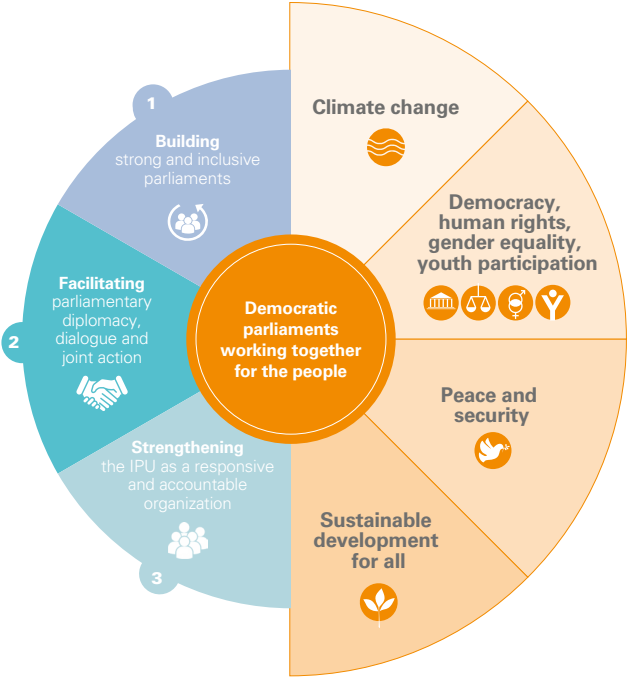 1
Building
strong and inclusive
parliaments
2
Facilitating
parliamentary
diplomacy,
dialogue and
joint action
3
Strengthening
the IPU as a responsive
and accountable
organization
Democratic
parliaments
working together
for the people
Climate change
Democracy,
human rights,
gender equality,
youth participation
Peace and
security
Sustainable
development
for all